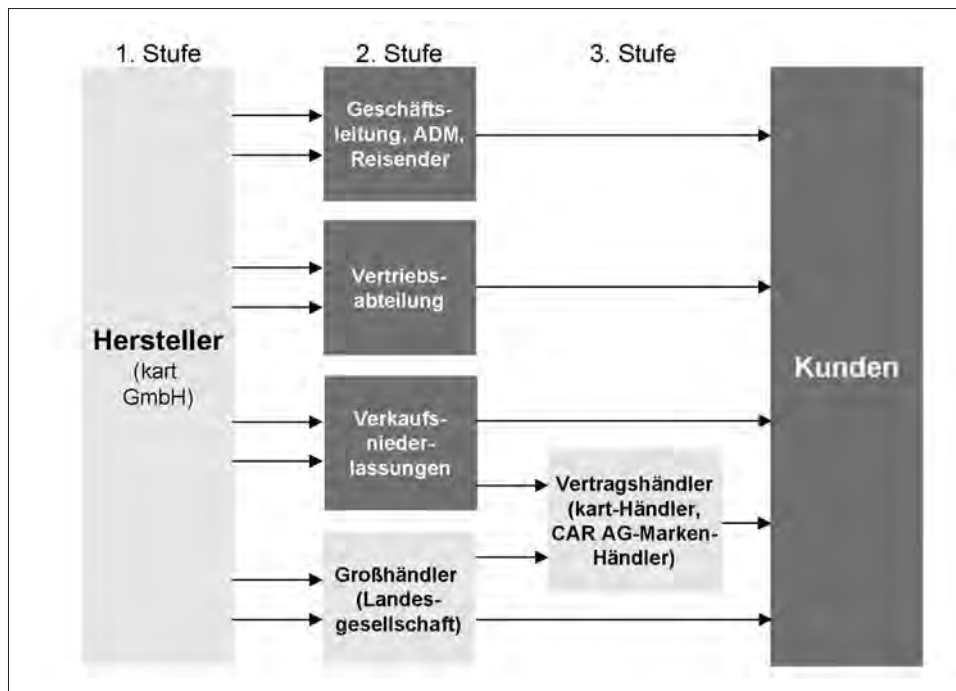 1. Stufe
2. Stufe
3. Stufe
Geschäfts-
leitung, ADM,
Reisender
Vertriebs-
abteilung
Hersteller
(kart
GmbH)
Kunden
Verkaufs-
nieder-
lassungen
Vertragshändler
(kart-Händler,
CAR AG-Marken-
Händler)
Großhändler
(Landes-
gesellschaft)